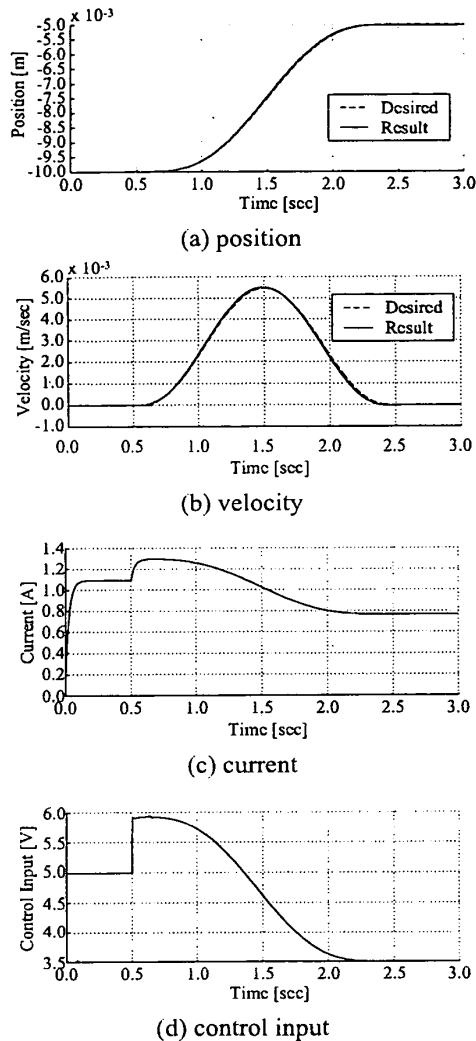 × 10⁻³
-5.0
-5.5
-6.0
-6.5
-7.0
-7.5
-8.0
-8.5
-9.0
-9.5
-10.0
Position [m]
Desired
Result
0.0 0.5 1.0 1.5 2.0 2.5 3.0
Time [sec]
(a) position
× 10⁻³
6.0
5.0
4.0
3.0
2.0
1.0
0.0
-1.0
Velocity [m/sec]
Desired
Result
0.0 0.5 1.0 1.5 2.0 2.5 3.0
Time [sec]
(b) velocity
1.4
1.2
1.0
0.8
0.6
0.4
0.2
0.0
Current [A]
0.0 0.5 1.0 1.5 2.0 2.5 3.0
Time [sec]
(c) current
6.0
5.5
5.0
4.5
4.0
3.5
Control Input [V]
0.0 0.5 1.0 1.5 2.0 2.5 3.0
Time [sec]
(d) control input